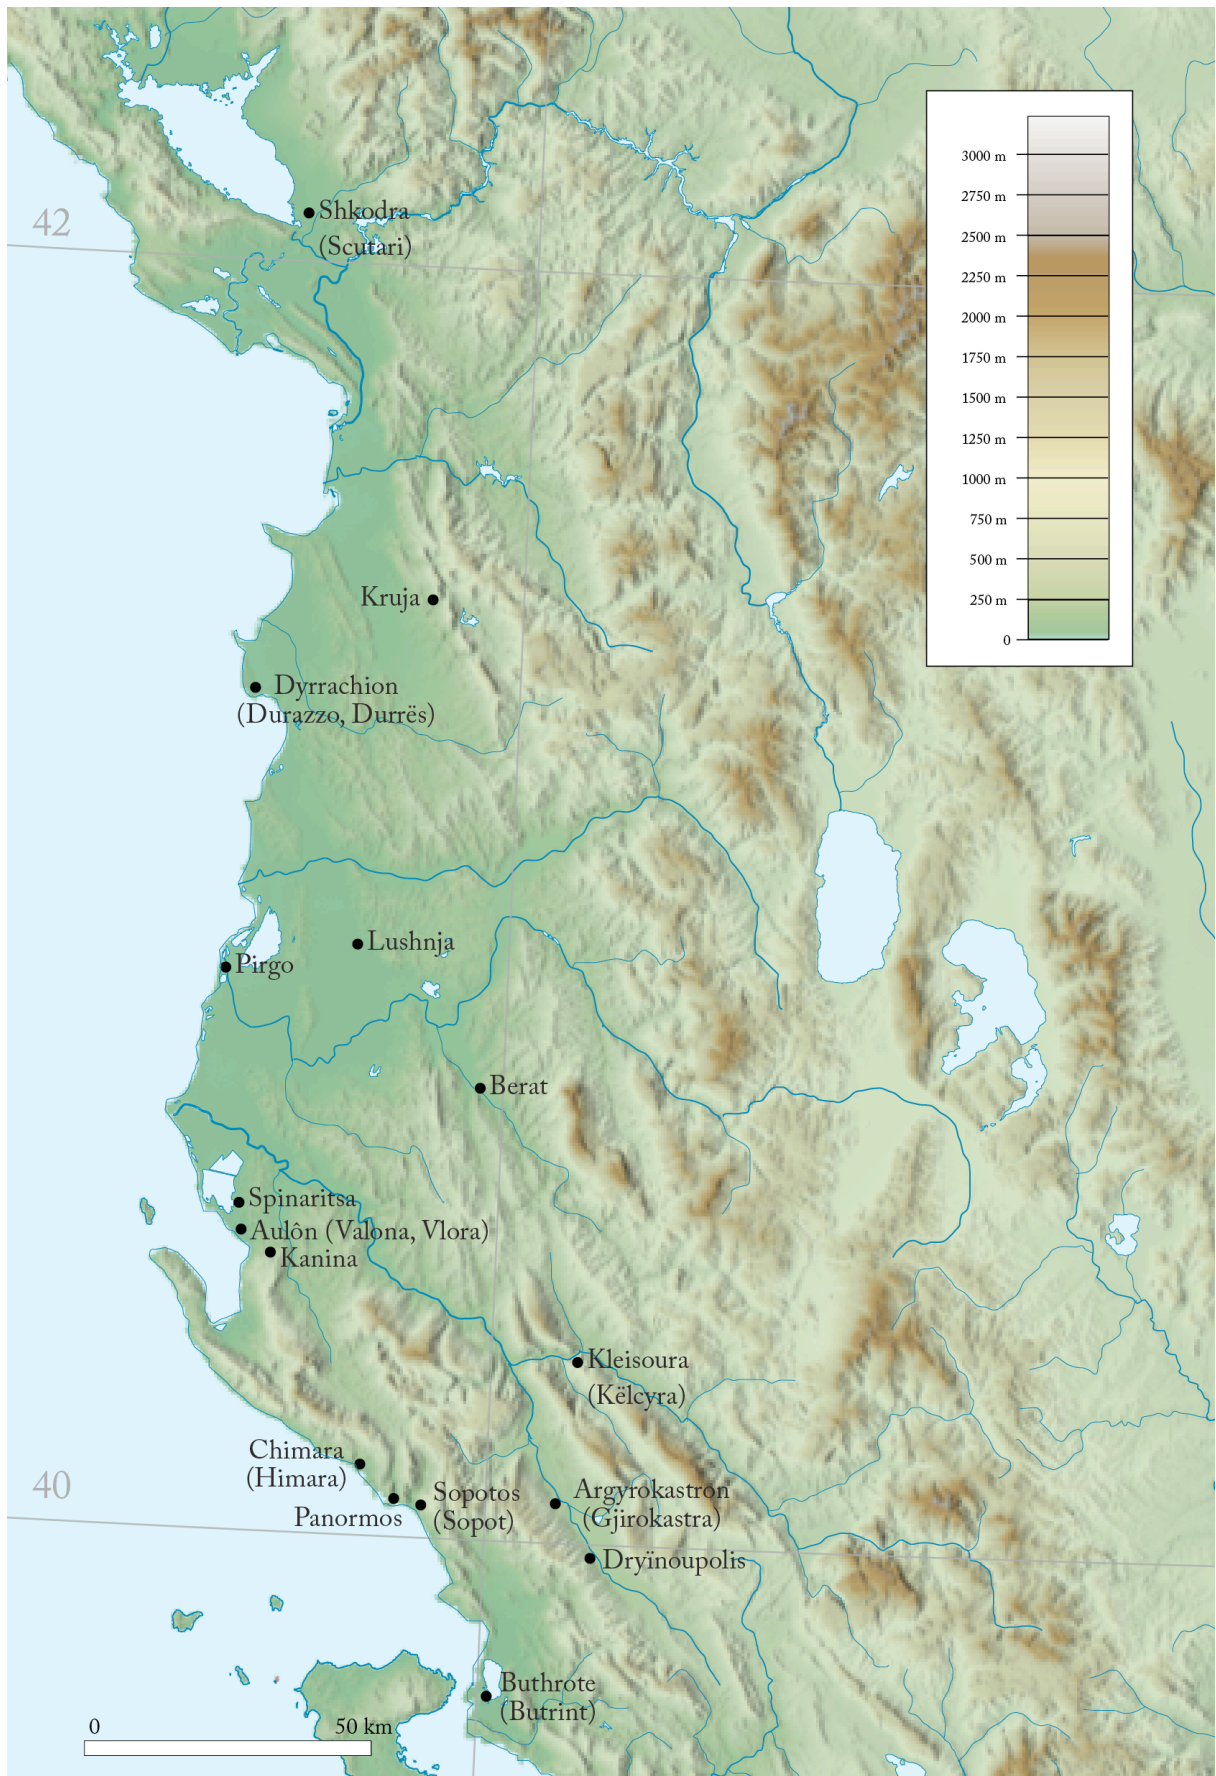 42
Shkodra
(Scutari)
3000 m
2750 m
2500 m
2250 m
2000 m
1750 m
1500 m
1250 m
1000 m
750 m
500 m
250 m
0
Kruja
Dyrrachion
(Durazzo, Durrës)
Lushnja
Pirgo
Berat
Spinaritsa
Aulôn (Valona, Vlora)
Kanina
Kleisoura
(Këlcyra)
Chimara
(Himara)
40
Panormos
Sopotos
(Sopot)
Argyrokastron
(Gjirokastra)
Dryïnoupolis
Buthrote
(Butrint)
0 50 km